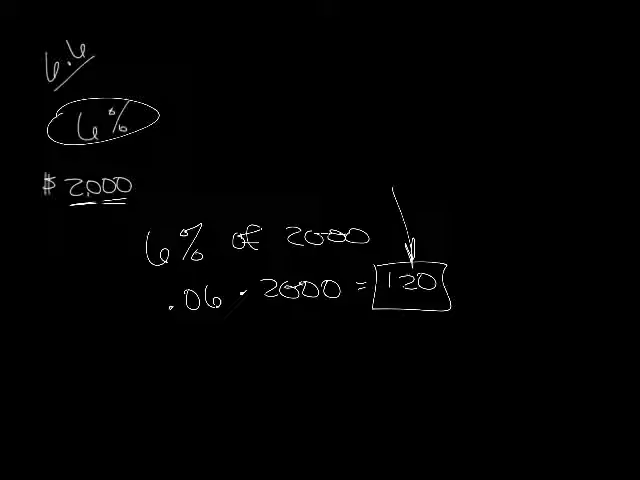 6.6
6%
$ 2,000
6% of 2000
.06 · 2000 = 120